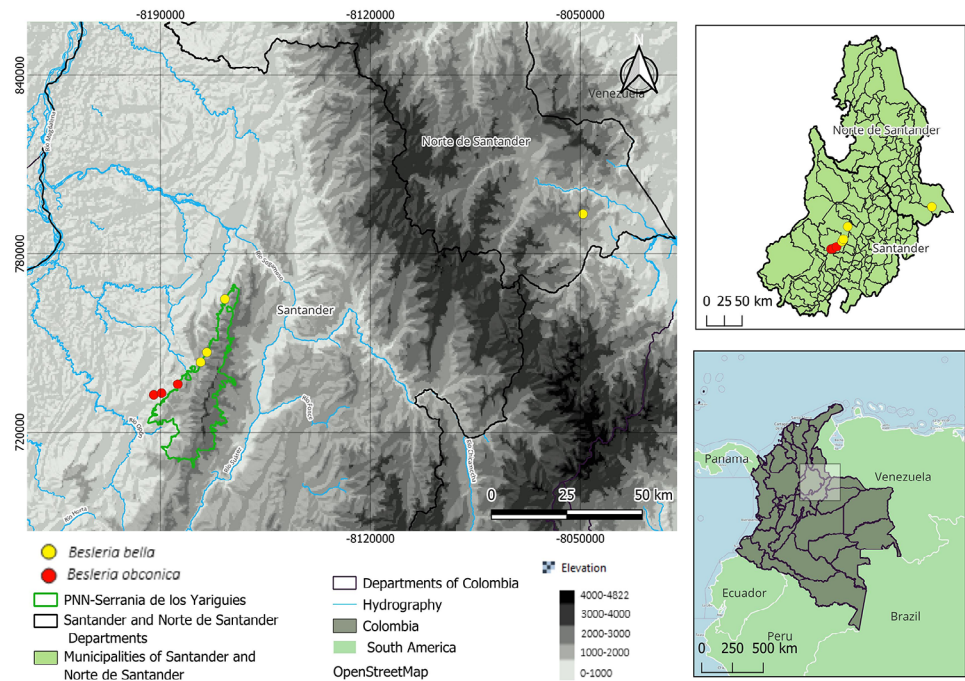 -8190000
-8120000
-8050000
840000
780000
720000
N
Venezuela
Norte de Santander
Río Magdalena
Río Sogamoso
Santander
Río Suárez
Río Chicamocha
Río Horta
0 25 50 km
-8120000
-8050000
Norte de Santander
Santander
0 25 50 km
Panama
Venezuela
Ecuador
Brazil
Peru
0 250 500 km
Besleria bella
Besleria obconica
PNN-Serrania de los Yariguies
Santander and Norte de Santander
Departments
Municipalities of Santander and
Norte de Santander
Departments of Colombia
Hydrography
Colombia
South America
OpenStreetMap
Elevation
4000-4822
3000-4000
2000-3000
1000-2000
0-1000